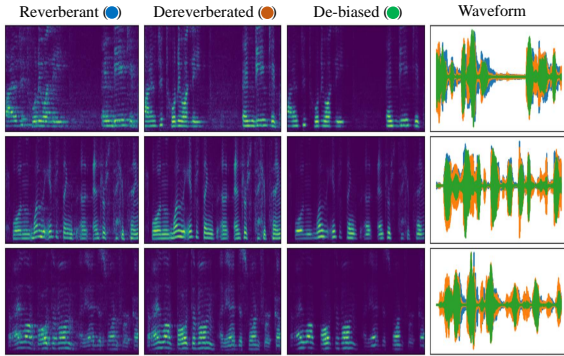 Reverberant (●) Dereverberated (●) De-biased (●) Waveform